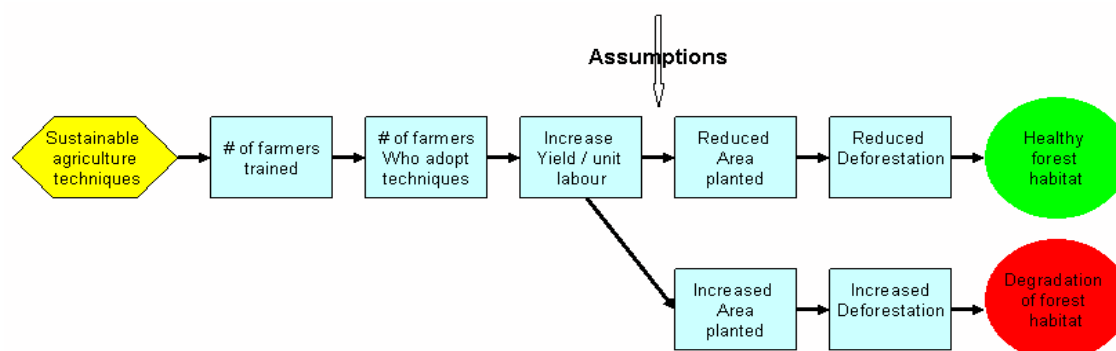 Assumptions
Sustainable
agriculture
techniques
# of farmers
trained
# of farmers
Who adopt
techniques
Increase
Yield / unit
labour
Reduced
Area
planted
Reduced
Deforestation
Healthy
forest
habitat
Increased
Area
planted
Increased
Deforestation
Degradation
of forest
habitat